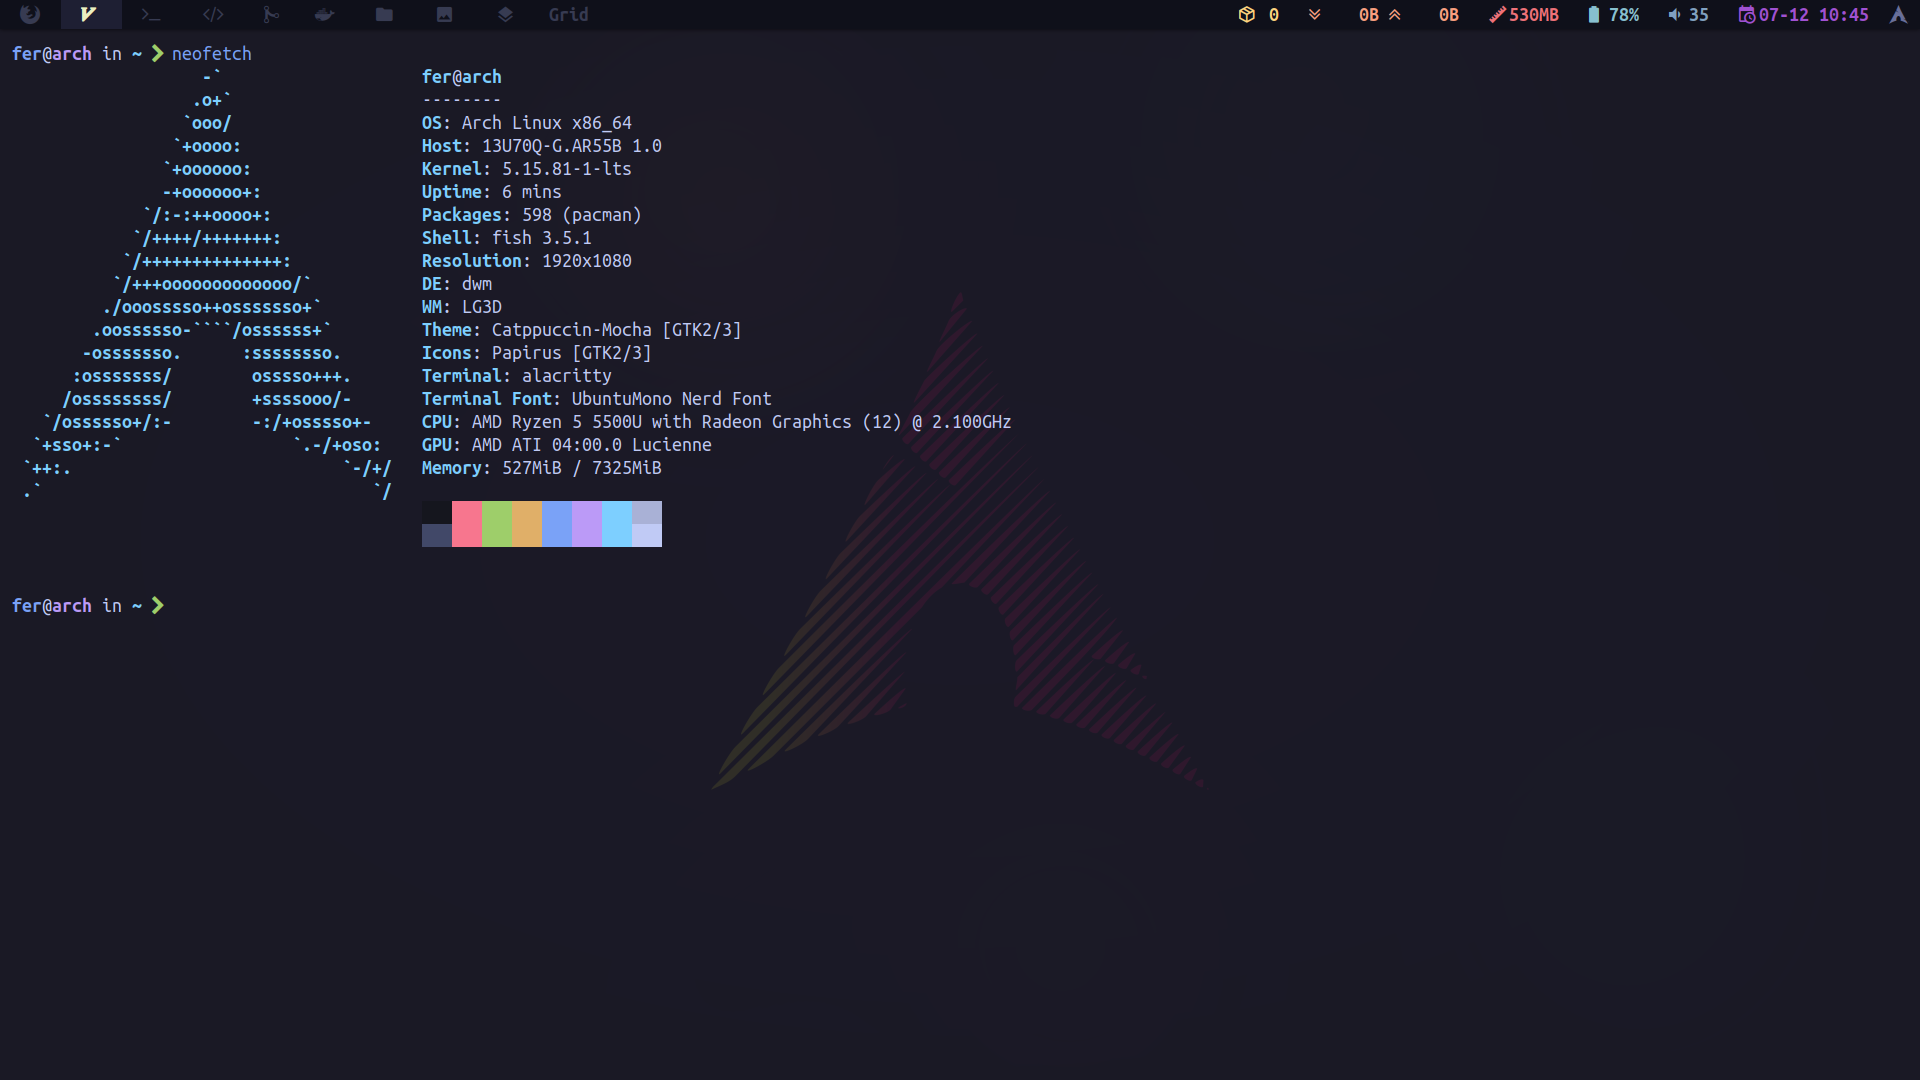 Grid 0 0B 0B 530MB 78% 35 07-12 10:45
fer@arch in ~ ❯ neofetch
-` fer@arch
.o+` --------
`ooo/ OS: Arch Linux x86_64
`+oooo: Host: 13U70Q-G.AR55B 1.0
`+oooooo: Kernel: 5.15.81-1-lts
-+oooooo+: Uptime: 6 mins
`/:-:++oooo+: Packages: 598 (pacman)
`/++++/+++++++: Shell: fish 3.5.1
`/++++++++++++++: Resolution: 1920x1080
`/+++ooooooooooooo/` DE: dwm
./ooosssso++osssssso+` WM: LG3D
.oossssso-````/ossssss+` Theme: Catppuccin-Mocha [GTK2/3]
-osssssso. :ssssssso. Icons: Papirus [GTK2/3]
:osssssss/ osssso+++. Terminal: alacritty
/ossssssss/ +ssssooo/- Terminal Font: UbuntuMono Nerd Font
`/ossssso+/:- -:/+osssso+- CPU: AMD Ryzen 5 5500U with Radeon Graphics (12) @ 2.100GHz
`+sso+:-` `.-/+oso: GPU: AMD ATI 04:00.0 Lucienne
`++:. `-/+/ Memory: 527MiB / 7325MiB
.` `/
fer@arch in ~ ❯